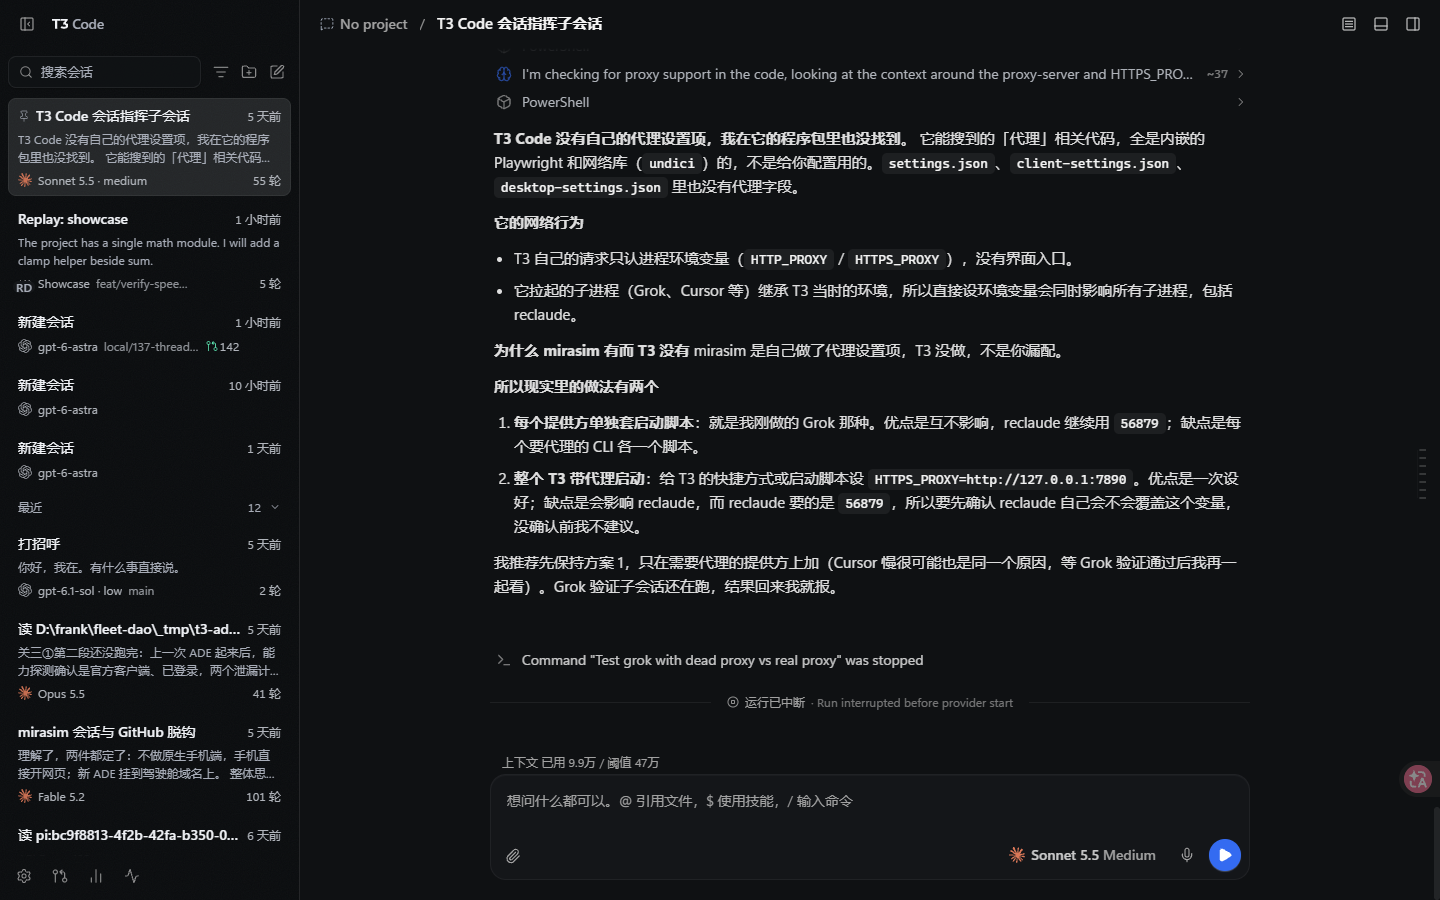 T3 Code
No project / T3 Code 会话指挥子会话
搜索会话
T3 Code 会话指挥子会话 5 天前
T3 Code 没有自己的代理设置项，我在它的程序
包里也没找到。 它能搜到的「代理」相关代码...
Sonnet 5.5 · medium 55 轮
Replay: showcase 1 小时前
The project has a single math module. I will add a
clamp helper beside sum.
RD Showcase feat/verify-spee... 5 轮
新建会话 1 小时前
gpt-6-astra local/137-thread... 142
新建会话 10 小时前
gpt-6-astra
新建会话 1 天前
gpt-6-astra
最近 12
打招呼 5 天前
你好，我在。有什么事直接说。
gpt-6.1-sol · low main 2 轮
读 D:\frank\fleet-dao\_tmp\t3-ad... 5 天前
关三①第二段还没跑完：上一次 ADE 起来后，能
力探测确认是官方客户端、已登录，两个泄漏计...
Opus 5.5 41 轮
mirasim 会话与 GitHub 脱钩 5 天前
理解了，两件都定了：不做原生手机端，手机直
接开网页；新 ADE 挂到驾驶舱域名上。 整体思...
Fable 5.2 101 轮
读 pi:bc9f8813-4f2b-42fa-b350-0... 6 天前
I'm checking for proxy support in the code, looking at the context around the proxy-server and HTTPS_PRO... ~37
PowerShell
T3 Code 没有自己的代理设置项，我在它的程序包里也没找到。 它能搜到的「代理」相关代码，全是内嵌的
Playwright 和网络库（ undici ）的，不是给你配置用的。 settings.json 、 client-settings.json 、
desktop-settings.json 里也没有代理字段。
它的网络行为
• T3 自己的请求只认进程环境变量（ HTTP_PROXY / HTTPS_PROXY ），没有界面入口。
• 它拉起的子进程（Grok、Cursor 等）继承 T3 当时的环境，所以直接设环境变量会同时影响所有子进程，包括
reclaude。
为什么 mirasim 有而 T3 没有 mirasim 是自己做了代理设置项，T3 没做，不是你漏配。
所以现实里的做法有两个
1. 每个提供方单独套启动脚本：就是我刚做的 Grok 那种。优点是互不影响，reclaude 继续用 56879 ；缺点是每
个要代理的 CLI 各一个脚本。
2. 整个 T3 带代理启动：给 T3 的快捷方式或启动脚本设 HTTPS_PROXY=http://127.0.0.1:7890 。优点是一次设
好；缺点是会影响 reclaude，而 reclaude 要的是 56879 ，所以要先确认 reclaude 自己会不会覆盖这个变量，
没确认前我不建议。
我推荐先保持方案 1，只在需要代理的提供方上加（Cursor 慢很可能也是同一个原因，等 Grok 验证通过后我再一
起看）。Grok 验证子会话还在跑，结果回来我就报。
Command "Test grok with dead proxy vs real proxy" was stopped
运行已中断 · Run interrupted before provider start
上下文 已用 9.9万 / 阈值 47万
想问什么都可以。@ 引用文件，$ 使用技能，/ 输入命令
Sonnet 5.5 Medium